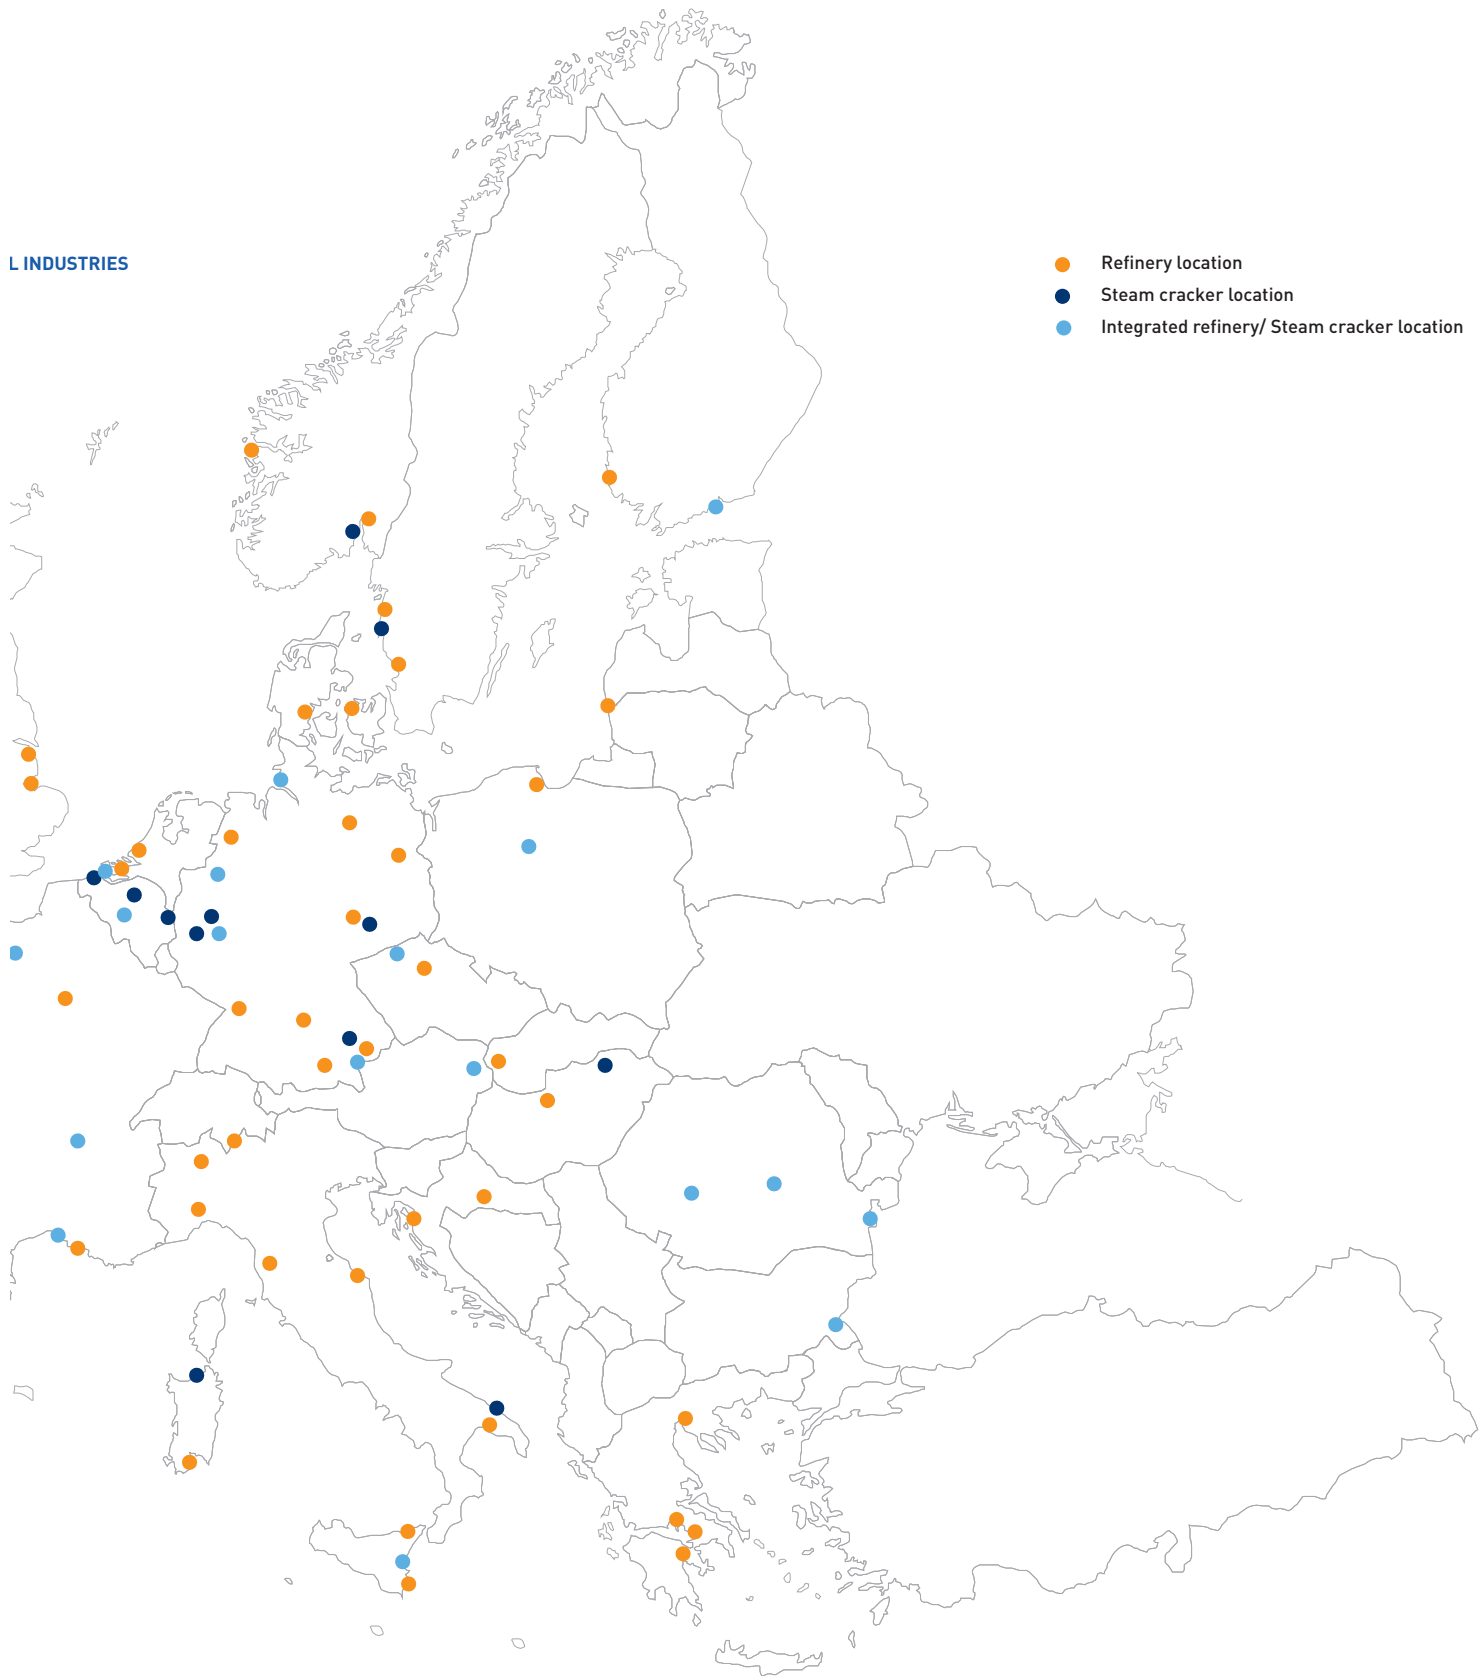 L INDUSTRIES
Refinery location
Steam cracker location
Integrated refinery/ Steam cracker location